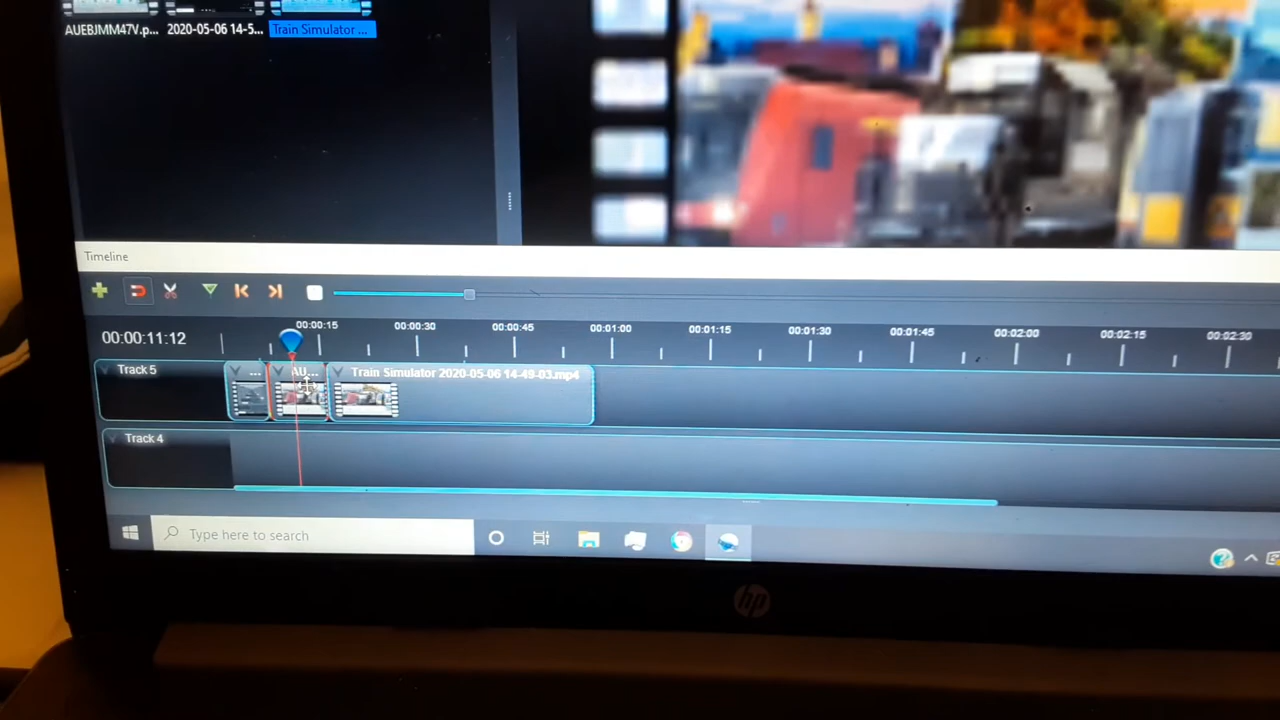 AUEBJMM47V.p... 2020-05-06 14-5... Train Simulator ...
Timeline
00:00:11:12 00:00:15 00:00:30 00:00:45 00:01:00 00:01:15 00:01:30 00:01:45 00:02:00 00:02:15 00:02:30
Track 5 ... AU... Train Simulator 2020-05-06 14-49-03.mp4
Track 4
Type here to search
hp